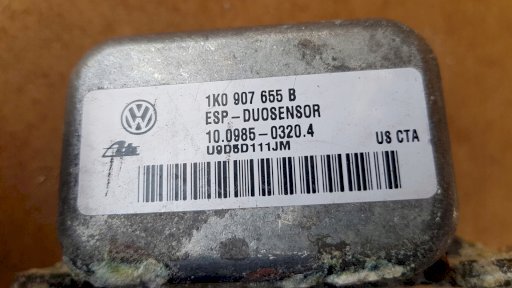 1K0 907 655 B
ESP-DUOSENSOR
10.0985-0320.4
US CTA
U9D5D111JM